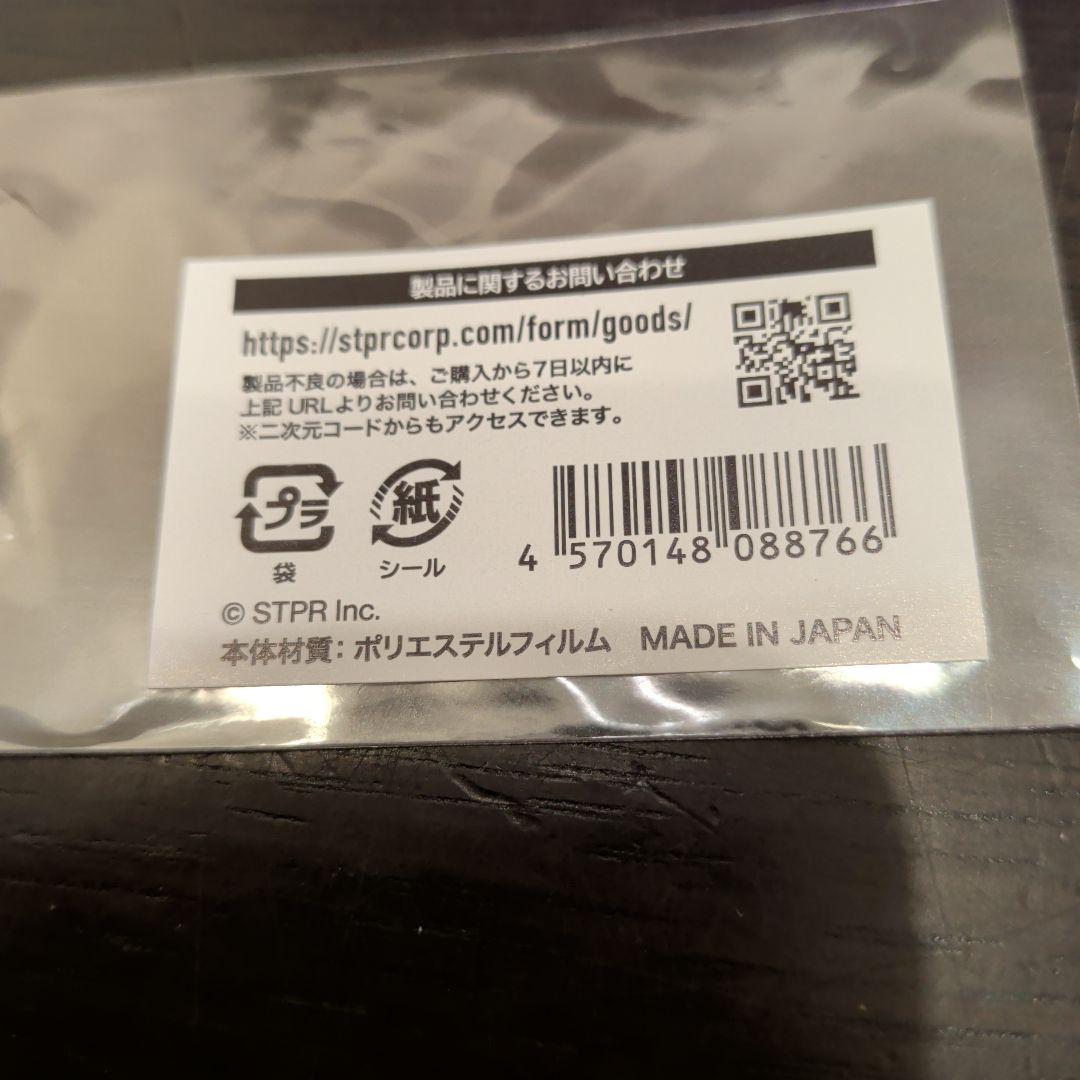 製品に関するお問い合わせ
https://stprcorp.com/form/goods/
製品不良の場合は、ご購入から7日以内に
上記 URLよりお問い合わせください。
※二次元コードからもアクセスできます。
プラ
袋
紙
シール
4 570148 088766
© STPR Inc.
本体材質：ポリエステルフィルム MADE IN JAPAN